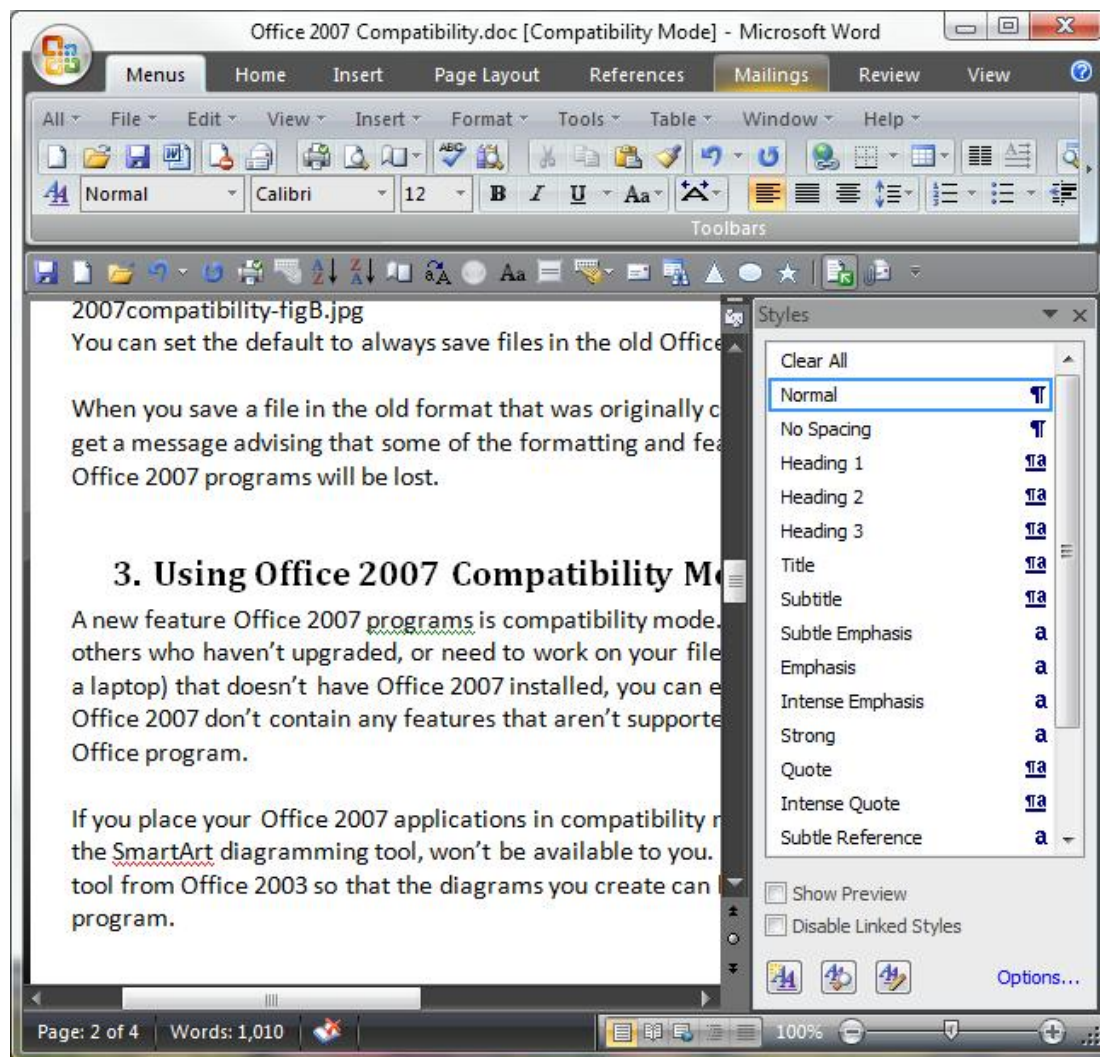 Office 2007 Compatibility.doc [Compatibility Mode] - Microsoft Word
Menus Home Insert Page Layout References Mailings Review View
All File Edit View Insert Format Tools Table Window Help
Normal Calibri 12 B I U Aa
Toolbars
2007compatibility-figB.jpg
You can set the default to always save files in the old Office
When you save a file in the old format that was originally c
get a message advising that some of the formatting and fea
Office 2007 programs will be lost.
3. Using Office 2007 Compatibility Mo
A new feature Office 2007 programs is compatibility mode.
others who haven’t upgraded, or need to work on your file
a laptop) that doesn’t have Office 2007 installed, you can e
Office 2007 don’t contain any features that aren’t supporte
Office program.
If you place your Office 2007 applications in compatibility
the SmartArt diagramming tool, won’t be available to you.
tool from Office 2003 so that the diagrams you create can
program.
Styles
Clear All
Normal
No Spacing
Heading 1
Heading 2
Heading 3
Title
Subtitle
Subtle Emphasis
Emphasis
Intense Emphasis
Strong
Quote
Intense Quote
Subtle Reference
Show Preview
Disable Linked Styles
Options...
Page: 2 of 4 Words: 1,010 100%